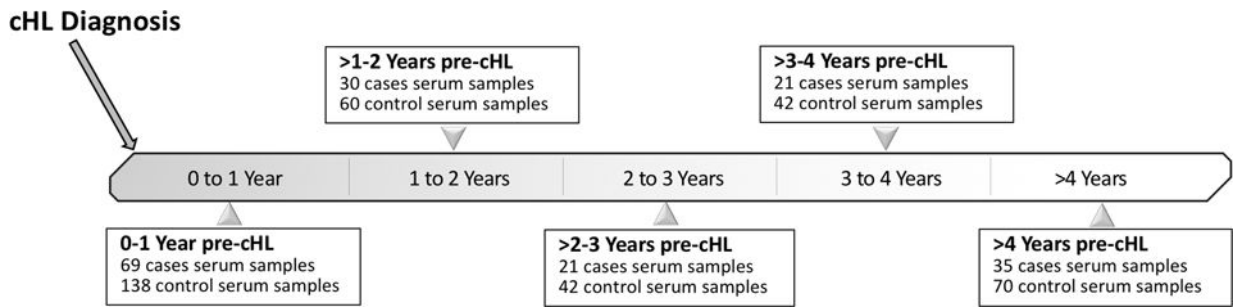 cHL Diagnosis
>1-2 Years pre-cHL
30 cases serum samples
60 control serum samples
>3-4 Years pre-cHL
21 cases serum samples
42 control serum samples
0 to 1 Year
1 to 2 Years
2 to 3 Years
3 to 4 Years
>4 Years
0-1 Year pre-cHL
69 cases serum samples
138 control serum samples
>2-3 Years pre-cHL
21 cases serum samples
42 control serum samples
>4 Years pre-cHL
35 cases serum samples
70 control serum samples